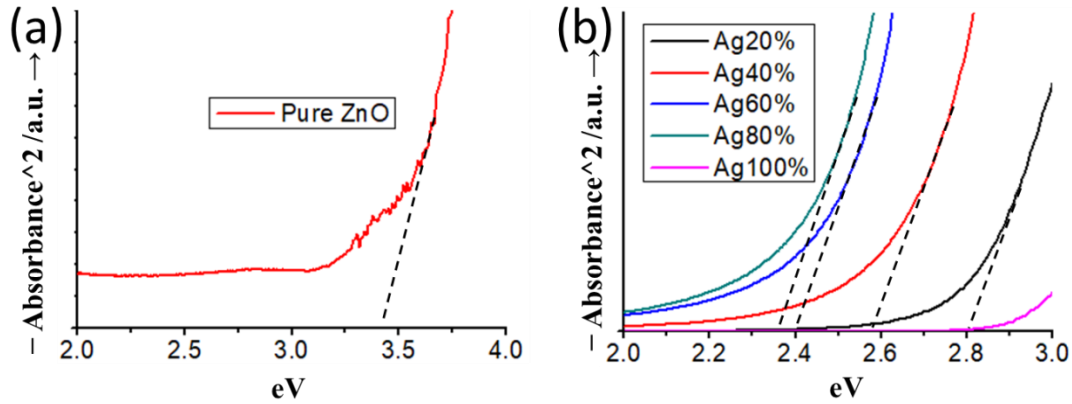 (a)
— Absorbance^2 /a.u. →
Pure ZnO
2.0 2.5 3.0 3.5 4.0
eV
(b)
— Absorbance^2 /a.u. →
Ag20%
Ag40%
Ag60%
Ag80%
Ag100%
2.0 2.2 2.4 2.6 2.8 3.0
eV